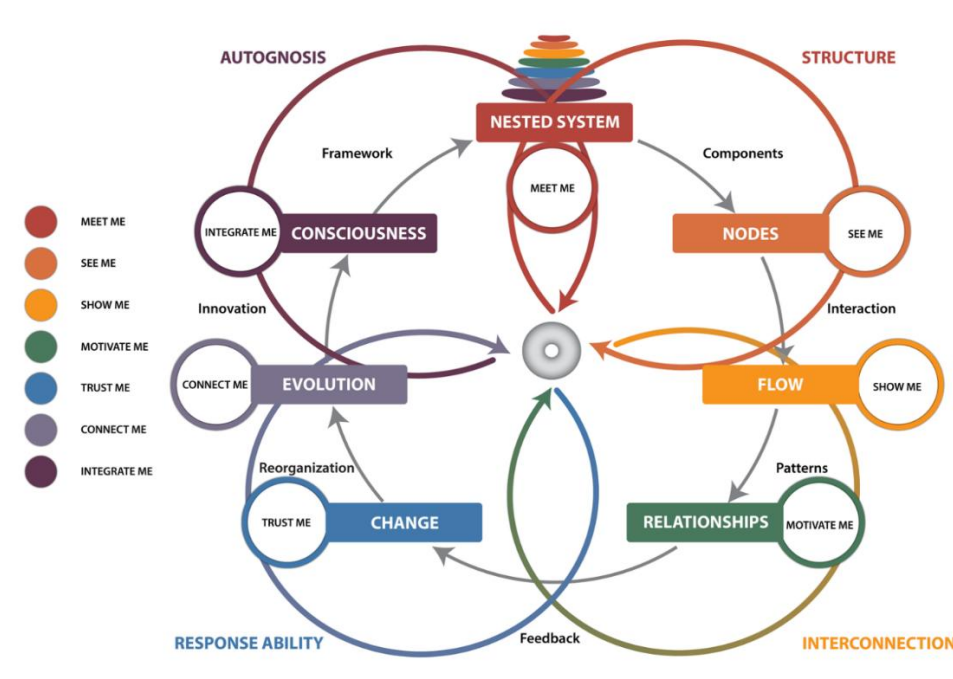 AUTOGNOSIS
STRUCTURE
NESTED SYSTEM
Framework
Components
MEET ME
INTEGRATE ME
CONSCIOUSNESS
NODES
SEE ME
Innovation
Interaction
CONNECT ME
EVOLUTION
FLOW
SHOW ME
Reorganization
Patterns
TRUST ME
CHANGE
RELATIONSHIPS
MOTIVATE ME
RESPONSE ABILITY
Feedback
INTERCONNECTION
MEET ME
SEE ME
SHOW ME
MOTIVATE ME
TRUST ME
CONNECT ME
INTEGRATE ME